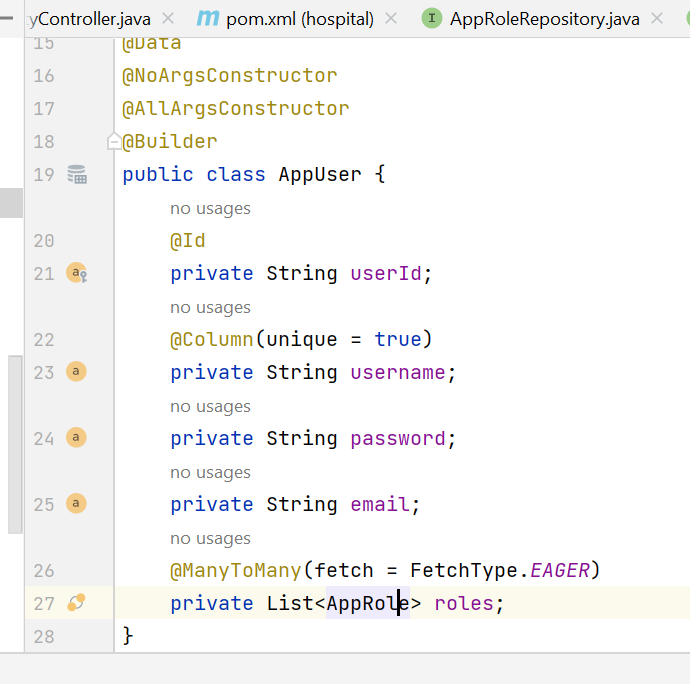 yController.java
pom.xml (hospital)
AppRoleRepository.java
15 @Data
16 @NoArgsConstructor
17 @AllArgsConstructor
18 @Builder
19 public class AppUser {
no usages
20 @Id
21 private String userId;
no usages
22 @Column(unique = true)
23 private String username;
no usages
24 private String password;
no usages
25 private String email;
no usages
26 @ManyToMany(fetch = FetchType.EAGER)
27 private List<AppRole> roles;
28 }